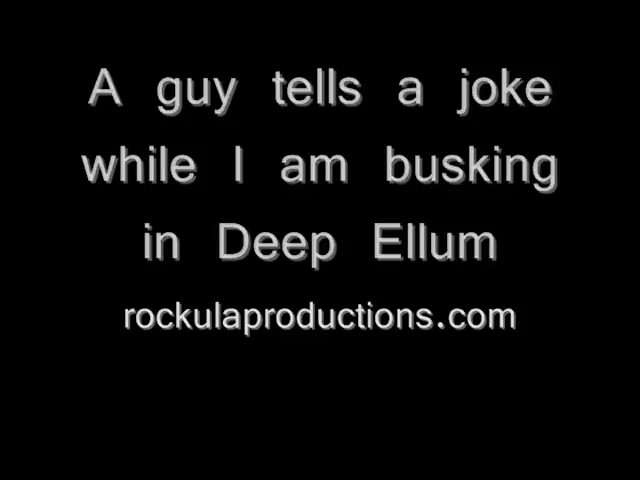 A guy tells a joke
while I am busking
in Deep Ellum
rockulaproductions.com